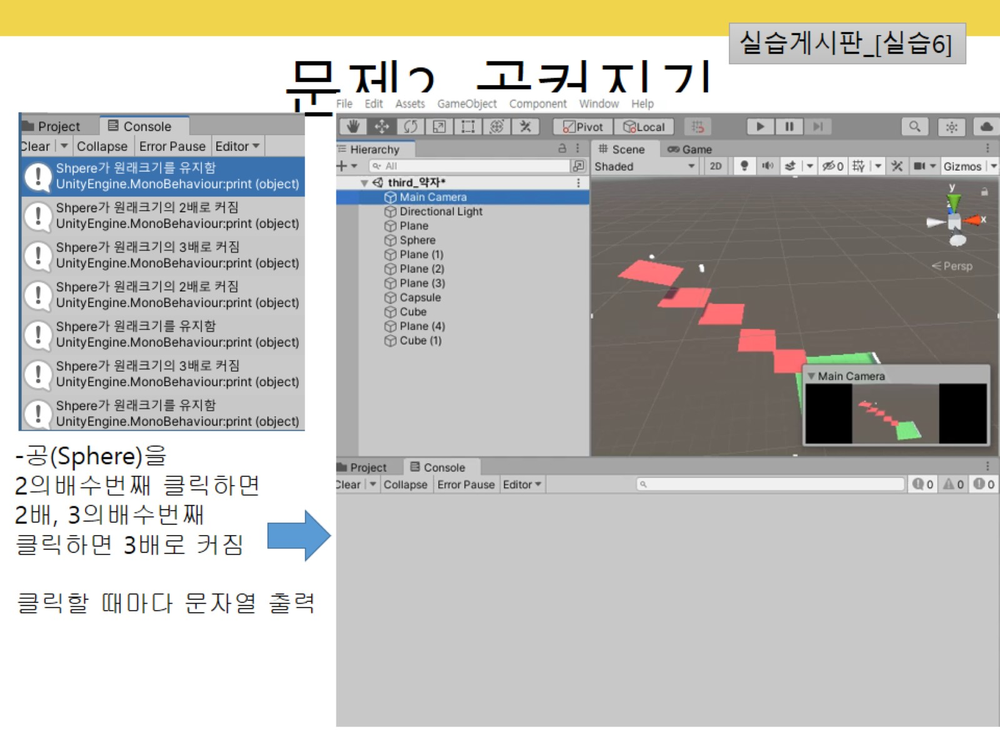 실습게시판_[실습6]
문제2 공커지기
File Edit Assets GameObject Component Window Help
Project Console
Clear Collapse Error Pause Editor
Shpere가 원래크기를 유지함
UnityEngine.MonoBehaviour:print (object)
Shpere가 원래크기의 2배로 커짐
UnityEngine.MonoBehaviour:print (object)
Shpere가 원래크기의 3배로 커짐
UnityEngine.MonoBehaviour:print (object)
Shpere가 원래크기의 2배로 커짐
UnityEngine.MonoBehaviour:print (object)
Shpere가 원래크기를 유지함
UnityEngine.MonoBehaviour:print (object)
Shpere가 원래크기의 3배로 커짐
UnityEngine.MonoBehaviour:print (object)
Shpere가 원래크기를 유지함
UnityEngine.MonoBehaviour:print (object)
-공(Sphere)을
2의배수번째 클릭하면
2배, 3의배수번째
클릭하면 3배로 커짐
클릭할 때마다 문자열 출력
Pivot Local
Hierarchy
All
third_약자*
Main Camera
Directional Light
Plane
Sphere
Plane (1)
Plane (2)
Plane (3)
Capsule
Cube
Plane (4)
Cube (1)
Scene Game
Shaded 2D 0 Gizmos
y
z
x
Persp
Main Camera
Project Console
Clear Collapse Error Pause Editor 0 0 0